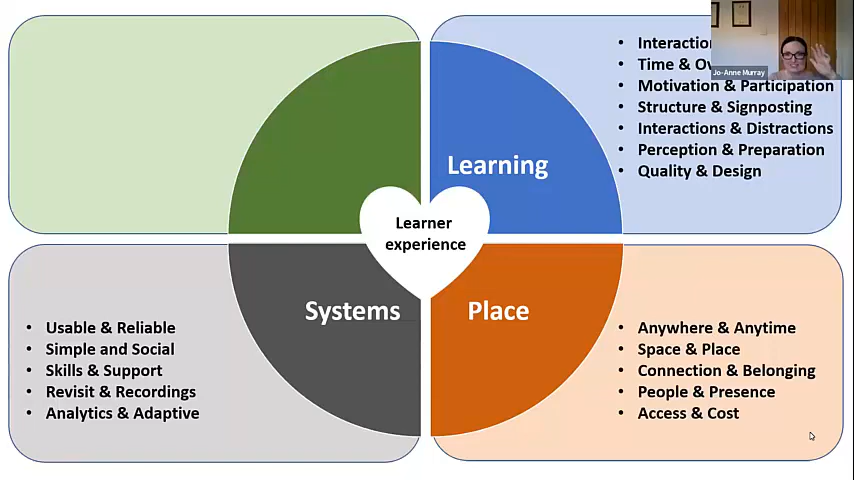 Time &
Jo-Anne Murray
• Motivation & Participation
• Structure & Signposting
• Interactions & Distractions
• Perception & Preparation
• Quality & Design
Learning
Learner
experience
Systems
Place
• Usable & Reliable
• Simple and Social
• Skills & Support
• Revisit & Recordings
• Analytics & Adaptive
• Anywhere & Anytime
• Space & Place
• Connection & Belonging
• People & Presence
• Access & Cost